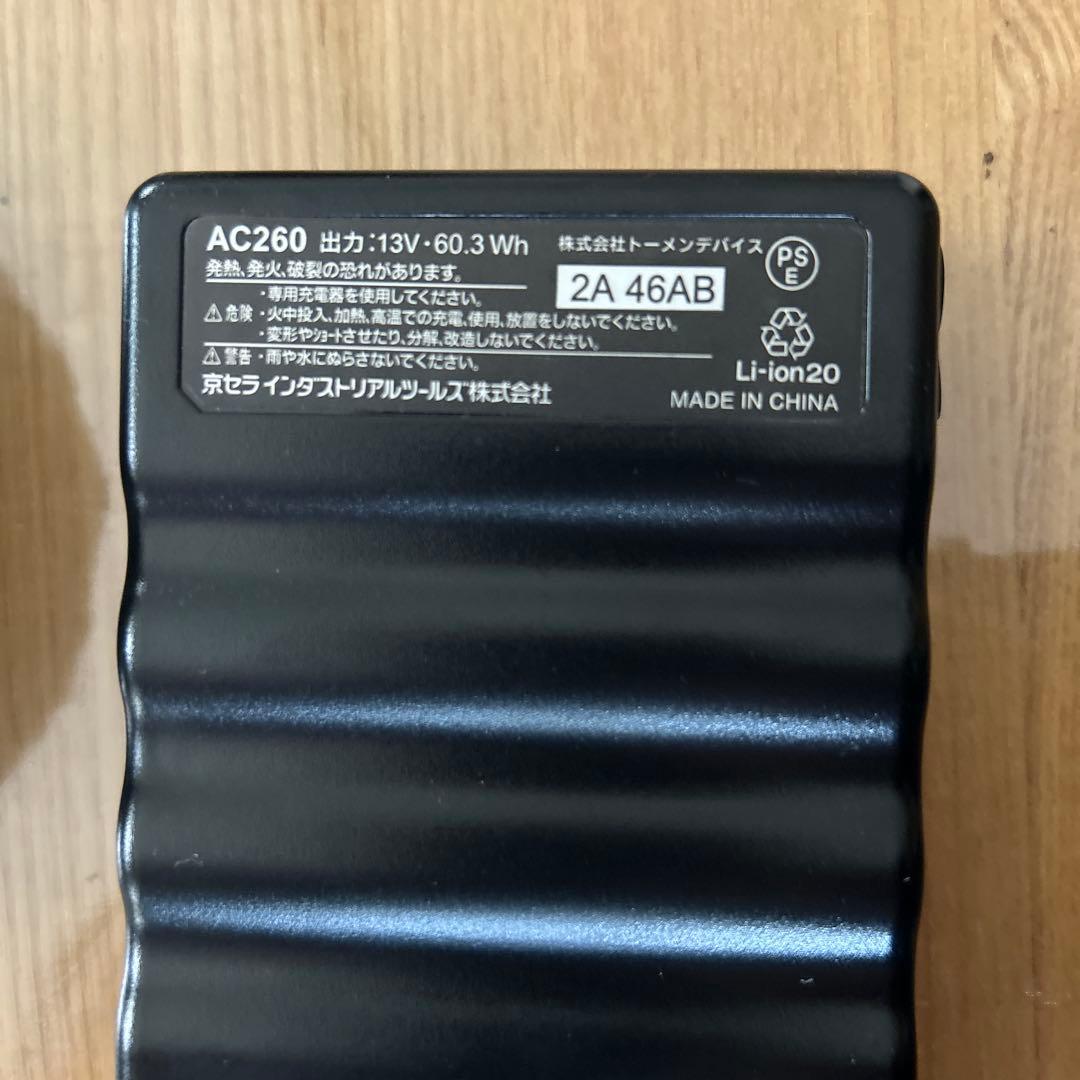 AC260 出力:13V・60.3Wh
株式会社トーメンデバイス
PSE
発熱、発火、破裂の恐れがあります。
2A 46AB
⚠危険
・専用充電器を使用してください。
・火中投入、加熱、高温での充電、使用、放置をしないでください。
・変形やショートさせたり、分解、改造しないでください。
⚠警告 ・雨や水にぬらさないでください。
Li-ion20
京セラインダストリアルツールズ株式会社
MADE IN CHINA